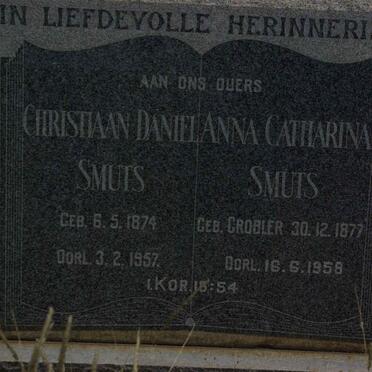 IN LIEFDEVOLLE HERINNERI
AAN ONS OUERS
CHRISTIAAN DANIEL
SMUTS
GEB. 6. 5. 1874
OORL. 3. 2. 1957.
ANNA CATHARINA
SMUTS
GEB. GROBLER 30. 12. 1877
OORL. 16. 6. 1958
I.KOR.15:54